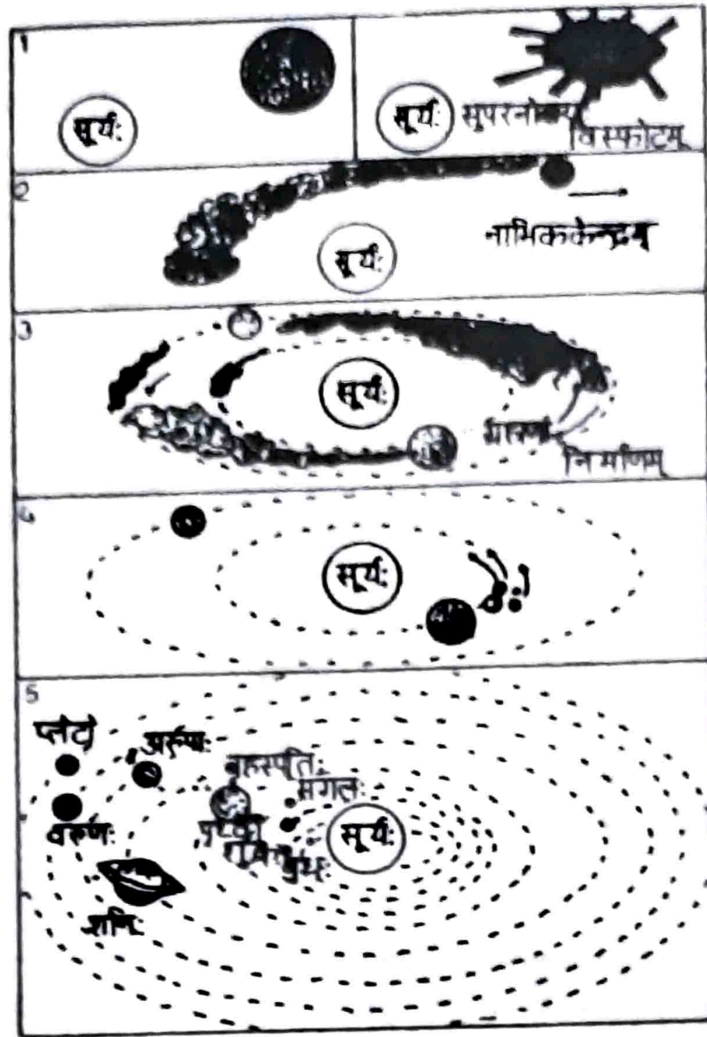 1
सूर्यः
सूर्यः
विस्फोटम्
2
सूर्यः
नाभिककेन्द्रम्
3
सूर्यः
निर्माणम्
4
सूर्यः
5
प्लेटो
अरुणः
बृहस्पतिः
मंगलः
वरुणः
पृथ्वी
सूर्यः
शनिः